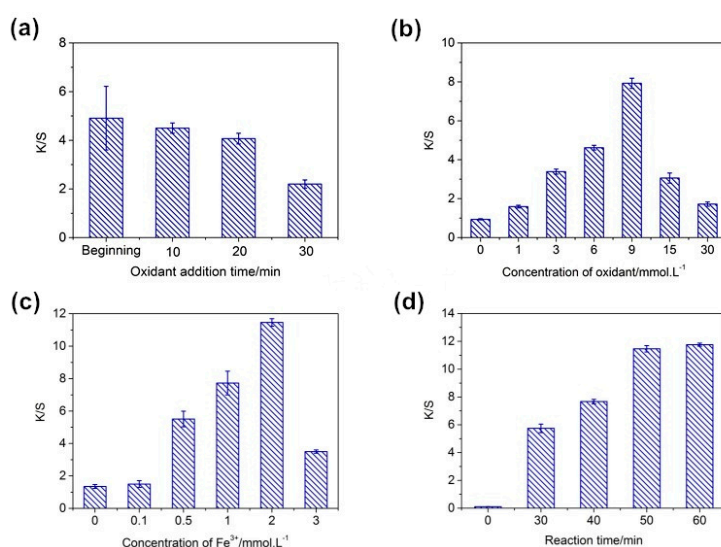 (a)
8
6
4
2
0
K/S
Beginning 10 20 30
Oxidant addition time/min
(b)
10
8
6
4
2
0
K/S
0 1 3 6 9 15 30
Concentration of oxidant/mmol.L⁻¹
(c)
12
10
8
6
4
2
0
K/S
0 0.1 0.5 1 2 3
Concentration of Fe³⁺/mmol.L⁻¹
(d)
14
12
10
8
6
4
2
0
K/S
0 30 40 50 60
Reaction time/min